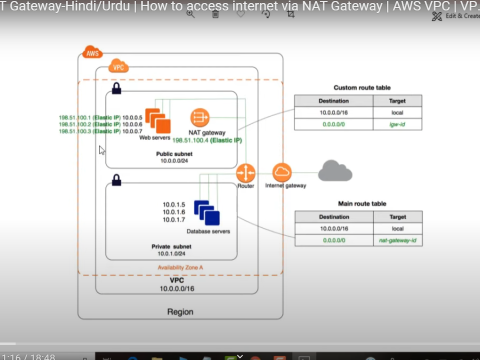 T Gateway-Hindi/Urdu | How to access internet via NAT Gateway | AWS VPC | VP
Edit & Create
AWS
VPC
Custom route table
Destination Target
10.0.0.0/16 local
0.0.0.0/0 igw-id
198.51.100.1 (Elastic IP) 10.0.0.5
198.51.100.2 (Elastic IP) 10.0.0.6
198.51.100.3 (Elastic IP) 10.0.0.7
Web servers
NAT gateway
198.51.100.4 (Elastic IP)
Public subnet
10.0.0.0/24
Router
Internet gateway
10.0.1.5
10.0.1.6
10.0.1.7
Database servers
Main route table
Destination Target
10.0.0.0/16 local
0.0.0.0/0 nat-gateway-id
Private subnet
10.0.1.0/24
Availability Zone A
VPC
10.0.0.0/16
Region
1:16 / 18:48